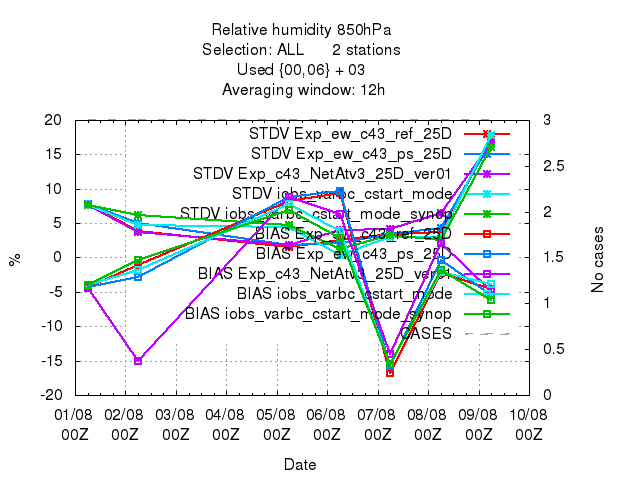 Relative humidity 850hPa
Selection: ALL 2 stations
Used {00,06} + 03
Averaging window: 12h
20
15
10
5
0
-5
-10
-15
-20
%
3
2.5
2
1.5
1
0.5
0
No cases
STDV Exp_ew_c43_ref_25D
STDV Exp_ew_c43_ps_25D
STDV Exp_c43_NetAtv3_25D_ver01
STDV iobs_varbc_cstart_mode
STDV iobs_varbc_cstart_mode_synop
BIAS Exp_ew_c43_ref_25D
BIAS Exp_ew_c43_ps_25D
BIAS Exp_c43_NetAtv3_25D_ver01
BIAS iobs_varbc_cstart_mode
BIAS iobs_varbc_cstart_mode_synop
CASES
01/08 02/08 03/08 04/08 05/08 06/08 07/08 08/08 09/08 10/08
00Z 00Z 00Z 00Z 00Z 00Z 00Z 00Z 00Z 00Z
Date